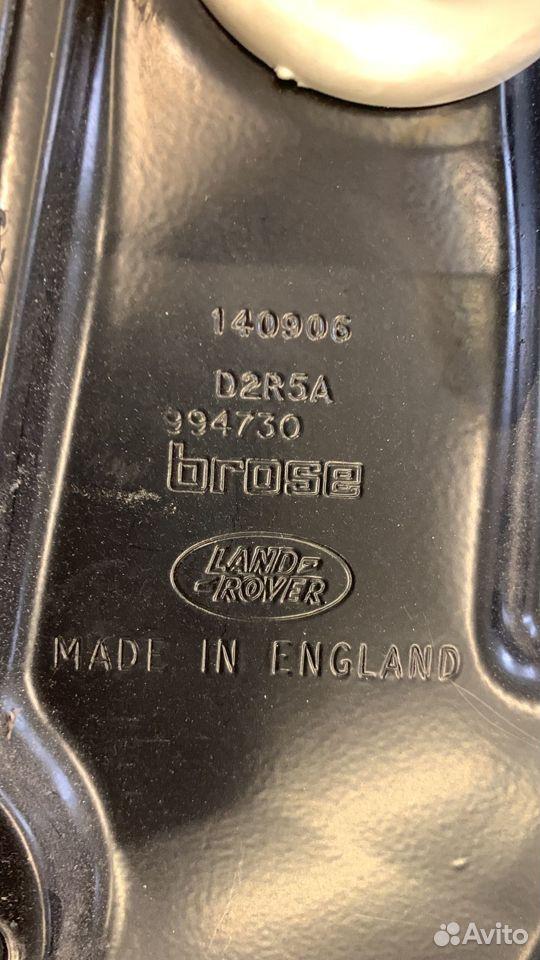 140906
D2R5A
994730
brose
LAND-
-ROVER
MADE IN ENGLAND
Avito